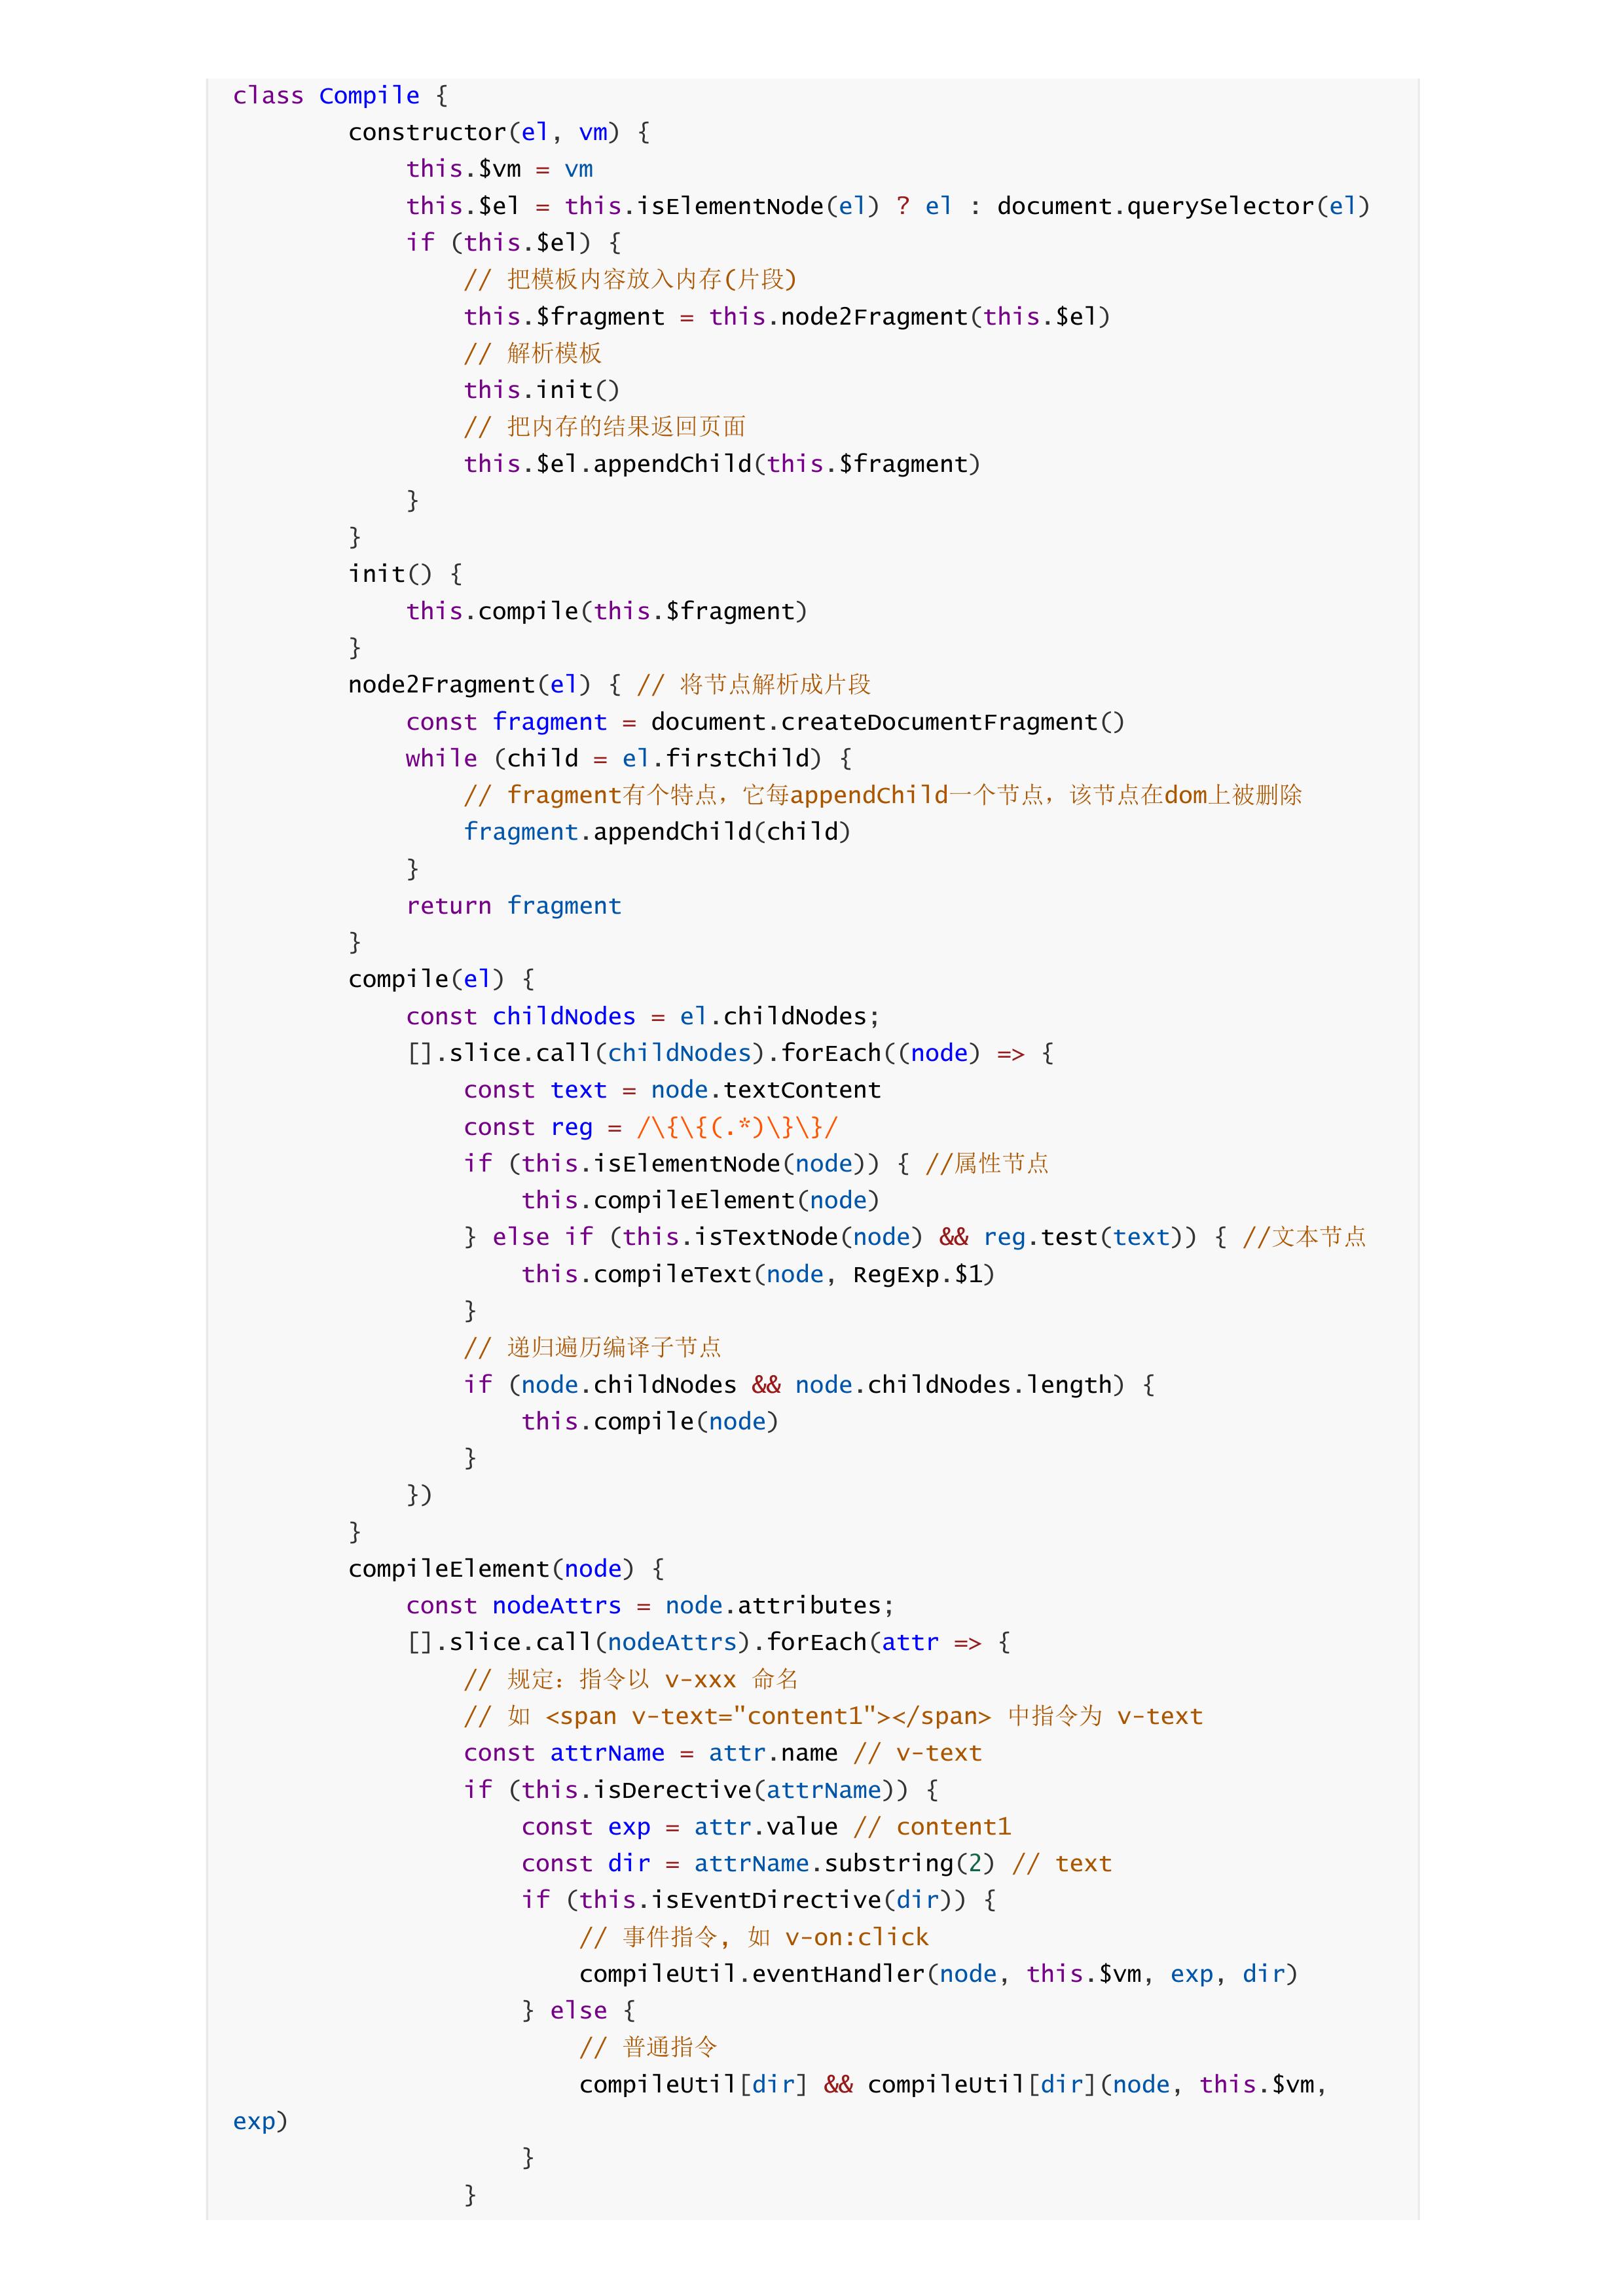 class Compile {
        constructor(el, vm) {
            this.$vm = vm
            this.$el = this.isElementNode(el) ? el : document.querySelector(el)
            if (this.$el) {
                // 把模板内容放入内存(片段)
                this.$fragment = this.node2Fragment(this.$el)
                // 解析模板
                this.init()
                // 把内存的结果返回页面
                this.$el.appendChild(this.$fragment)
            }
        }
        init() {
            this.compile(this.$fragment)
        }
        node2Fragment(el) { // 将节点解析成片段
            const fragment = document.createDocumentFragment()
            while (child = el.firstChild) {
                // fragment有个特点，它每appendChild一个节点，该节点在dom上被删除
                fragment.appendChild(child)
            }
            return fragment
        }
        compile(el) {
            const childNodes = el.childNodes;
            [].slice.call(childNodes).forEach((node) => {
                const text = node.textContent
                const reg = /\{\{(.*)\}\}/
                if (this.isElementNode(node)) { //属性节点
                    this.compileElement(node)
                } else if (this.isTextNode(node) && reg.test(text)) { //文本节点
                    this.compileText(node, RegExp.$1)
                }
                // 递归遍历编译子节点
                if (node.childNodes && node.childNodes.length) {
                    this.compile(node)
                }
            })
        }
        compileElement(node) {
            const nodeAttrs = node.attributes;
            [].slice.call(nodeAttrs).forEach(attr => {
                // 规定：指令以 v-xxx 命名
                // 如 <span v-text="content1"></span> 中指令为 v-text
                const attrName = attr.name // v-text
                if (this.isDerective(attrName)) {
                    const exp = attr.value // content1
                    const dir = attrName.substring(2) // text
                    if (this.isEventDirective(dir)) {
                        // 事件指令, 如 v-on:click
                        compileUtil.eventHandler(node, this.$vm, exp, dir)
                    } else {
                        // 普通指令
                        compileUtil[dir] && compileUtil[dir](node, this.$vm,
exp)
                    }
                }